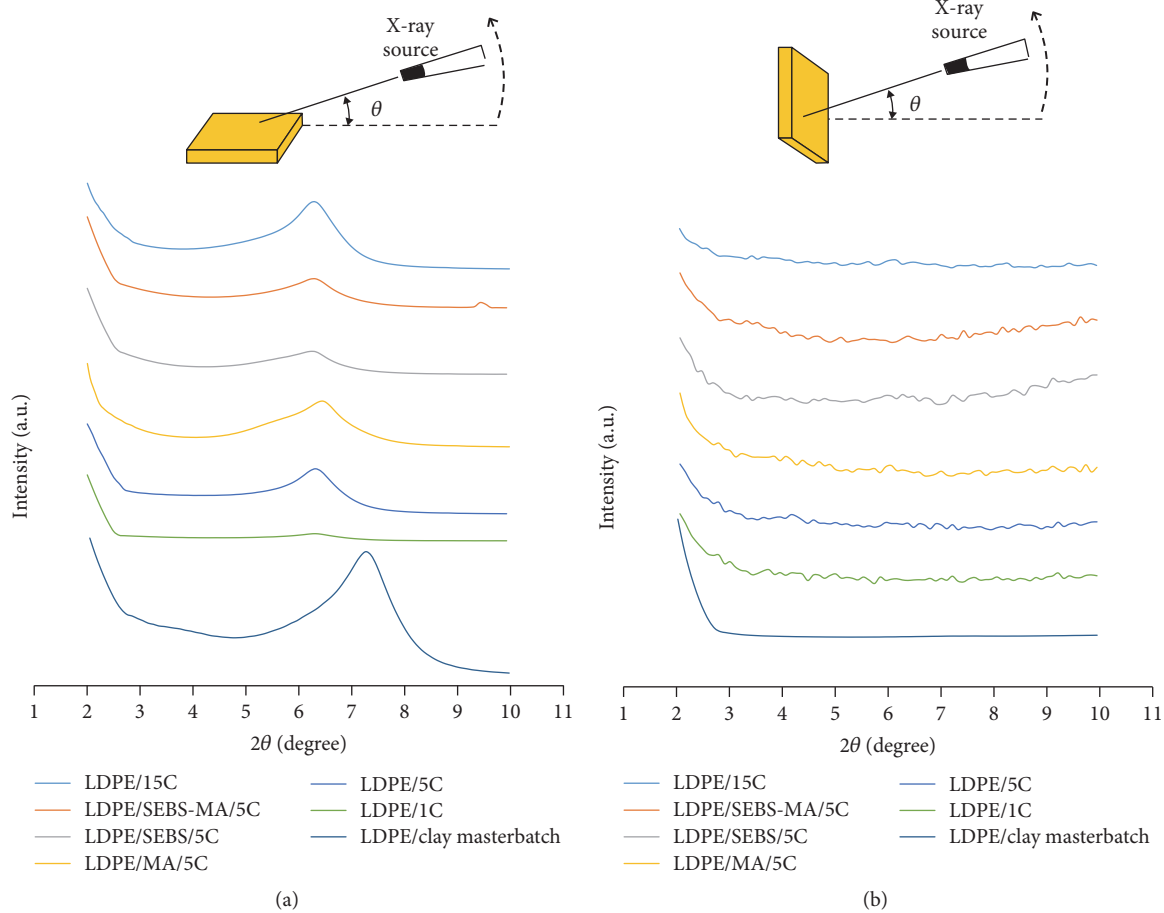 X-ray
source
θ
Intensity (a.u.)
1 2 3 4 5 6 7 8 9 10 11
2θ (degree)
LDPE/15C
LDPE/SEBS-MA/5C
LDPE/SEBS/5C
LDPE/MA/5C
LDPE/5C
LDPE/1C
LDPE/clay masterbatch
(a)
X-ray
source
θ
Intensity (a.u.)
1 2 3 4 5 6 7 8 9 10 11
2θ (degree)
LDPE/15C
LDPE/SEBS-MA/5C
LDPE/SEBS/5C
LDPE/MA/5C
LDPE/5C
LDPE/1C
LDPE/clay masterbatch
(b)